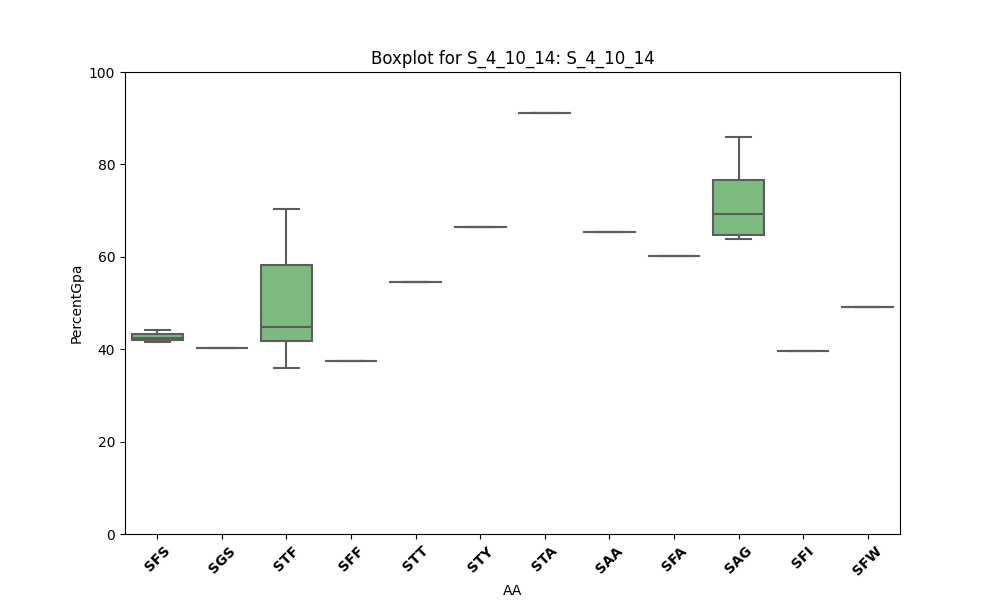 Boxplot for S_4_10_14: S_4_10_14
PercentGpa
100
80
60
40
20
0
SFS SGS STF SFF STT STY STA SAA SFA SAG SFI SFW
AA